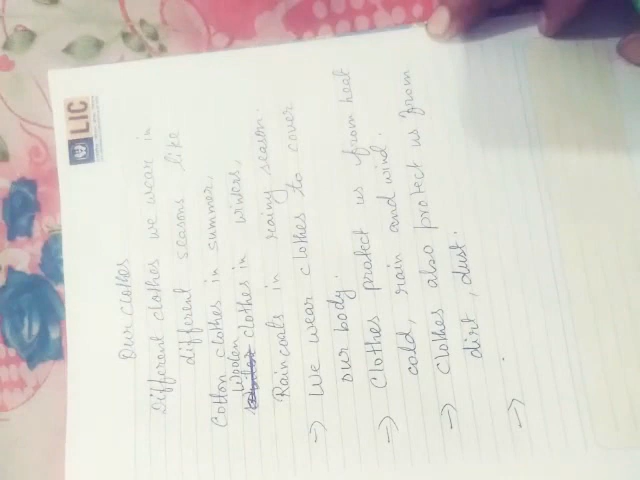 LIC
Our clothes
Different clothes we wear in
different seasons like
Cotton clothes in summer,
Woolen
clothes in winters,
Raincoats in rainy season.
→ We wear clothes to cover
our body.
→ Clothes protect us from heat
cold, rain and wind.
→ Clothes also protect us from
dirt, dust.
→ .